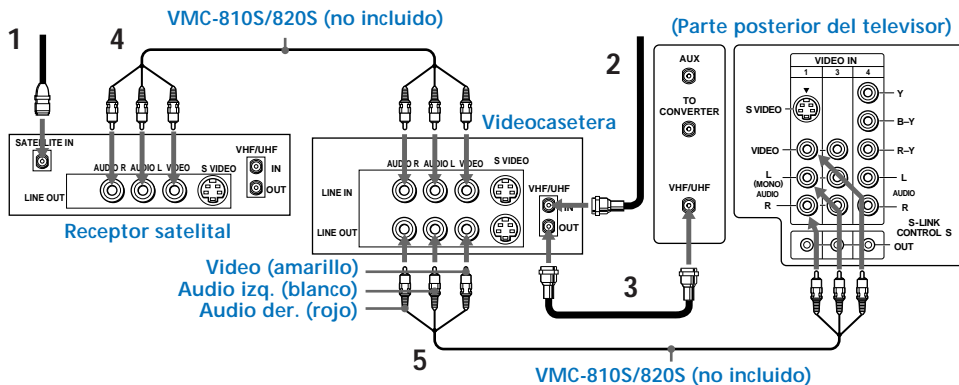 VMC-810S/820S (no incluido)
(Parte posterior del televisor)
1
4
2
AUX
TO
CONVERTER
VHF/UHF
VIDEO IN
1 3 4
S VIDEO
Y
B–Y
VIDEO
R–Y
L
(MONO)
AUDIO
R
L
AUDIO
R
S-LINK
CONTROL S
OUT
Videocasetera
SATELLITE IN
AUDIO R AUDIO L VIDEO
S VIDEO
VHF/UHF
IN
OUT
LINE OUT
Receptor satelital
AUDIO R AUDIO L VIDEO
S VIDEO
LINE IN
VHF/UHF
IN
LINE OUT
OUT
Video (amarillo)
Audio izq. (blanco)
Audio der. (rojo)
3
5
VMC-810S/820S (no incluido)